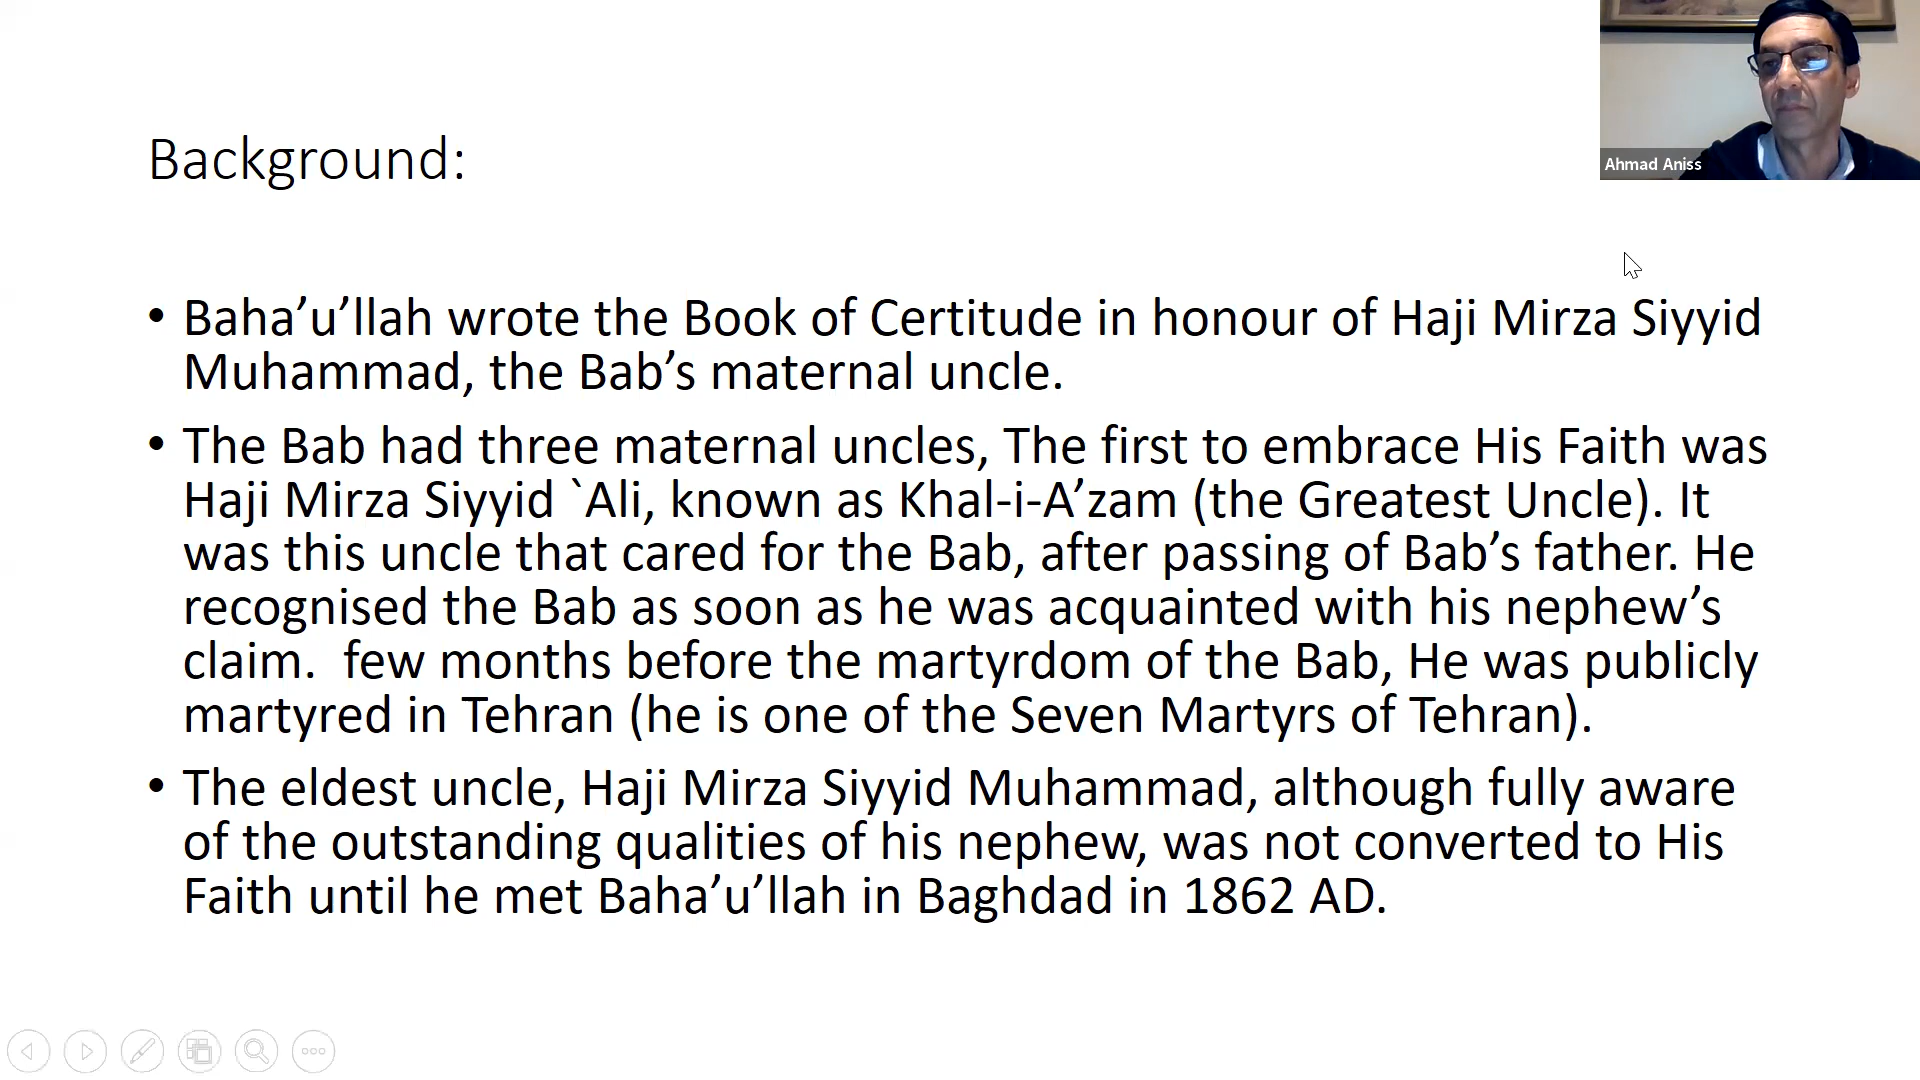 Ahmad Aniss
Background:
• Baha’u’llah wrote the Book of Certitude in honour of Haji Mirza Siyyid
Muhammad, the Bab’s maternal uncle.
• The Bab had three maternal uncles, The first to embrace His Faith was
Haji Mirza Siyyid `Ali, known as Khal-i-A’zam (the Greatest Uncle). It
was this uncle that cared for the Bab, after passing of Bab’s father. He
recognised the Bab as soon as he was acquainted with his nephew’s
claim.  few months before the martyrdom of the Bab, He was publicly
martyred in Tehran (he is one of the Seven Martyrs of Tehran).
• The eldest uncle, Haji Mirza Siyyid Muhammad, although fully aware
of the outstanding qualities of his nephew, was not converted to His
Faith until he met Baha’u’llah in Baghdad in 1862 AD.